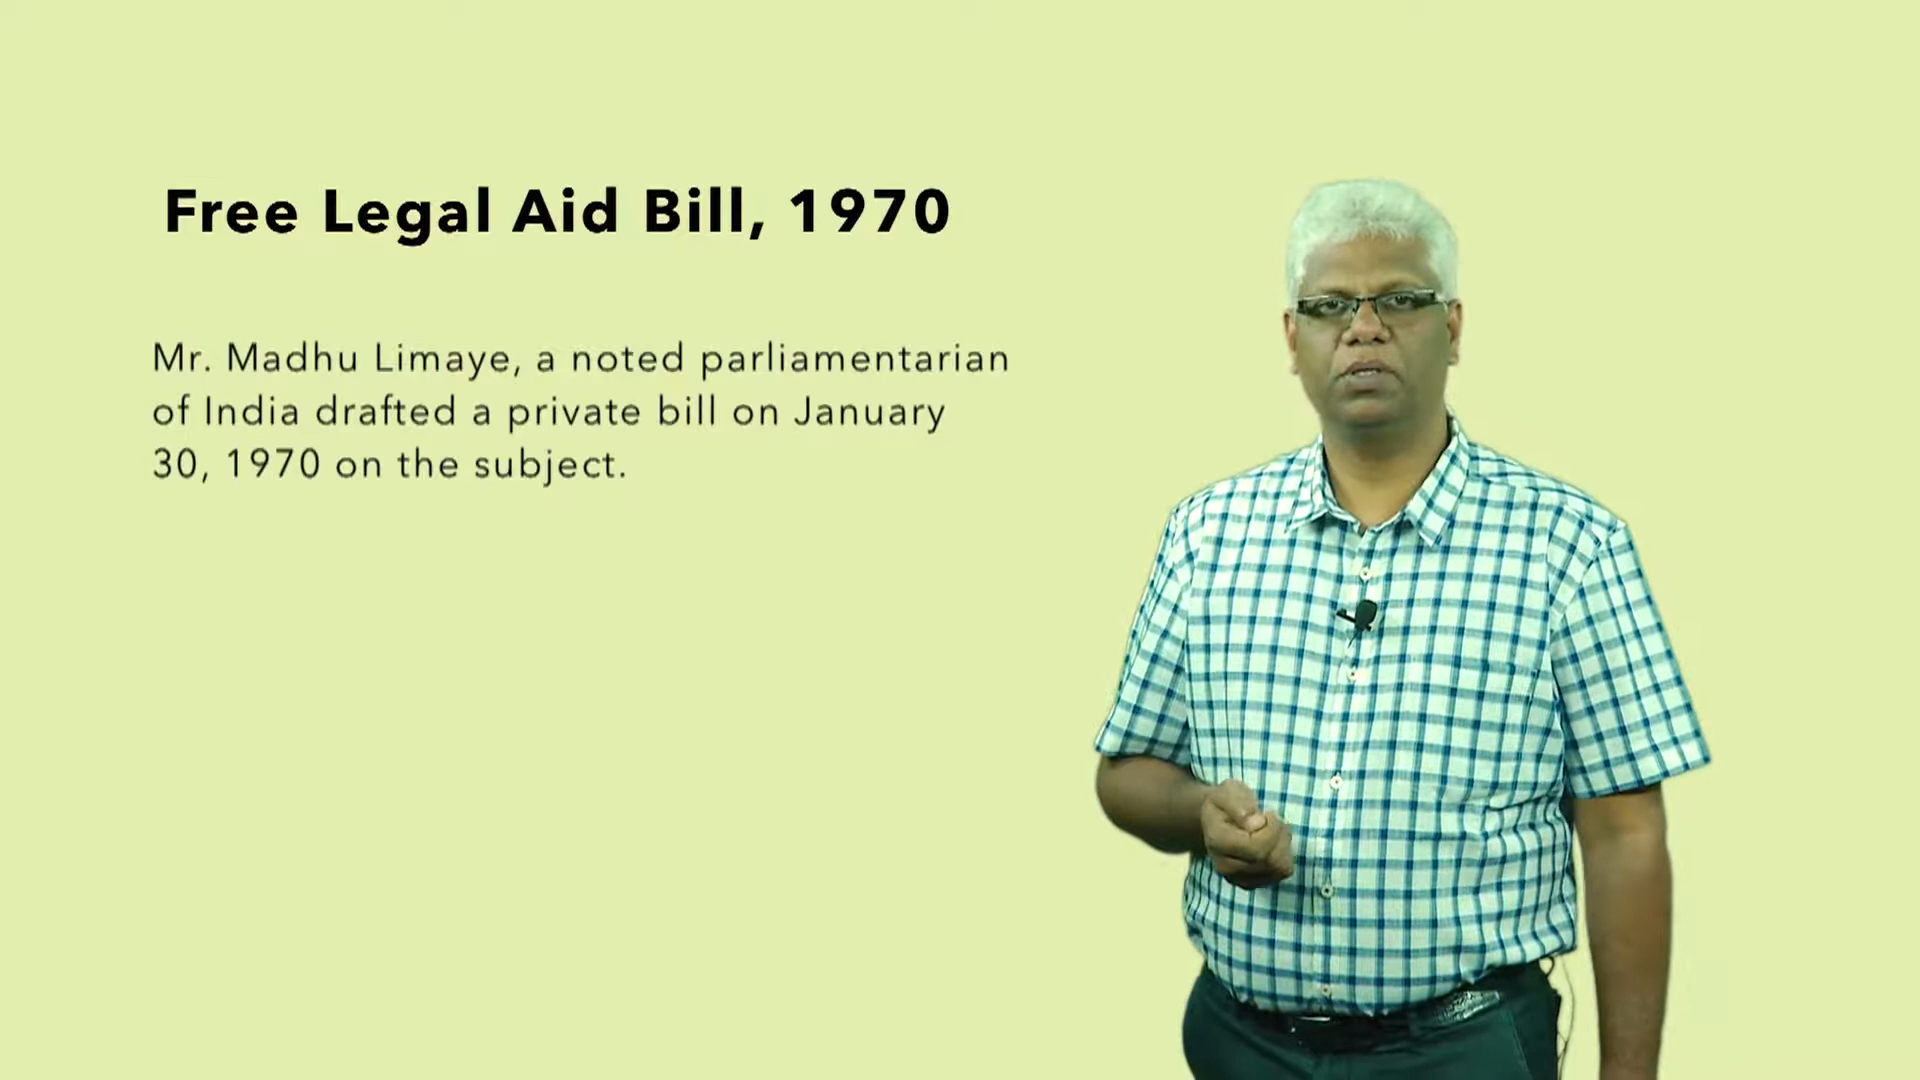 Free Legal Aid Bill, 1970
Mr. Madhu Limaye, a noted parliamentarian
of India drafted a private bill on January
30, 1970 on the subject.